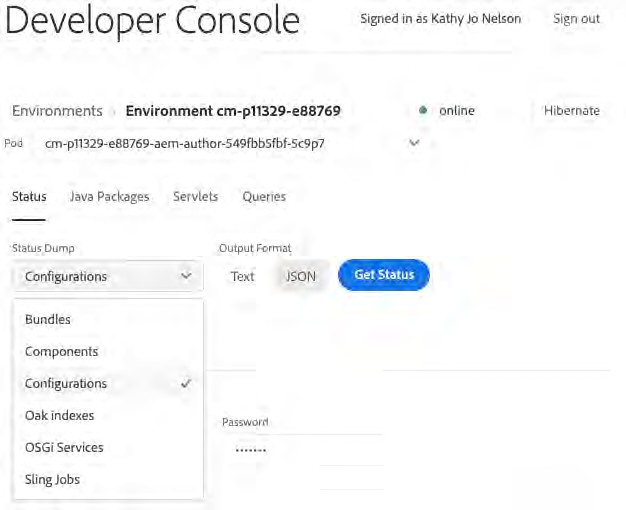 Developer Console
Signed in as Kathy Jo Nelson Sign out
Environments Environment cm-p11329-e88769 online Hibernate
Pod cm-p11329-e88769-aem-author-549fbb5fbf-5c9p7
Status Java Packages Servlets Queries
Status Dump Output Format
Configurations Text JSON Get Status
Bundles
Components
Configurations
Oak indexes
Password
OSGi Services
Sling Jobs